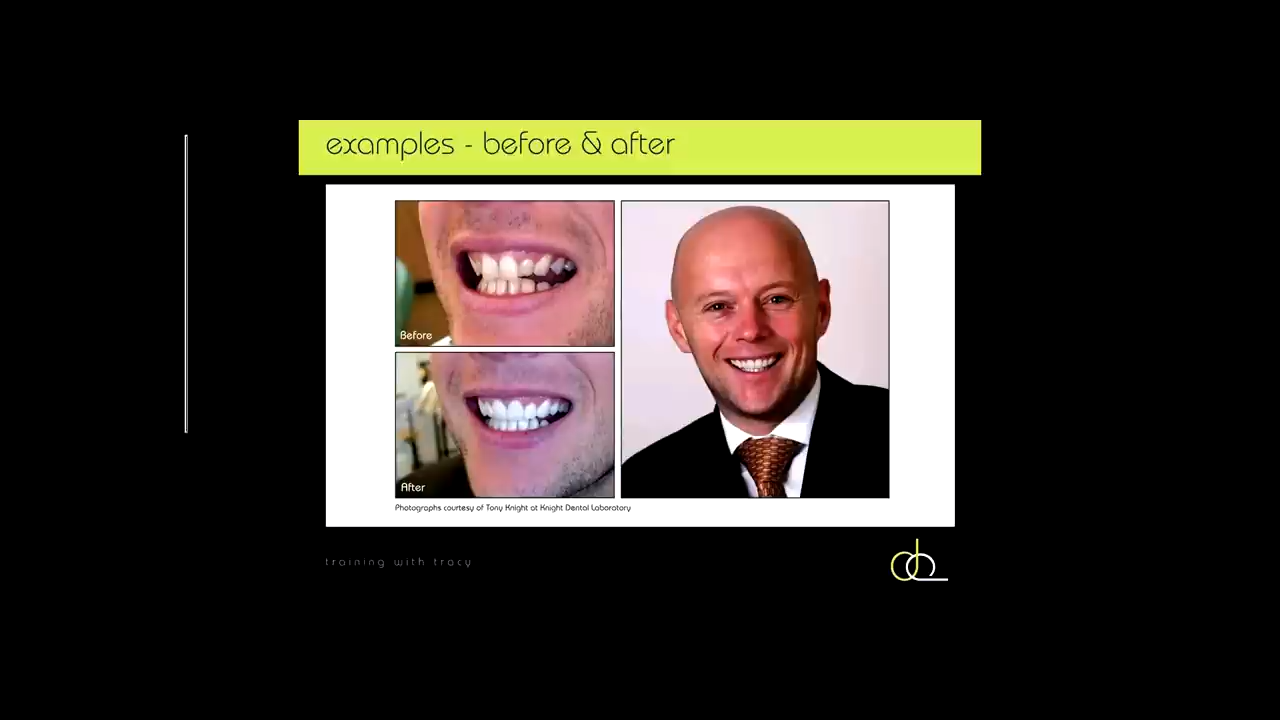 examples - before & after
Before
After
Photographs courtesy of Tony Knight at Knight Dental Laboratory
training with tracy